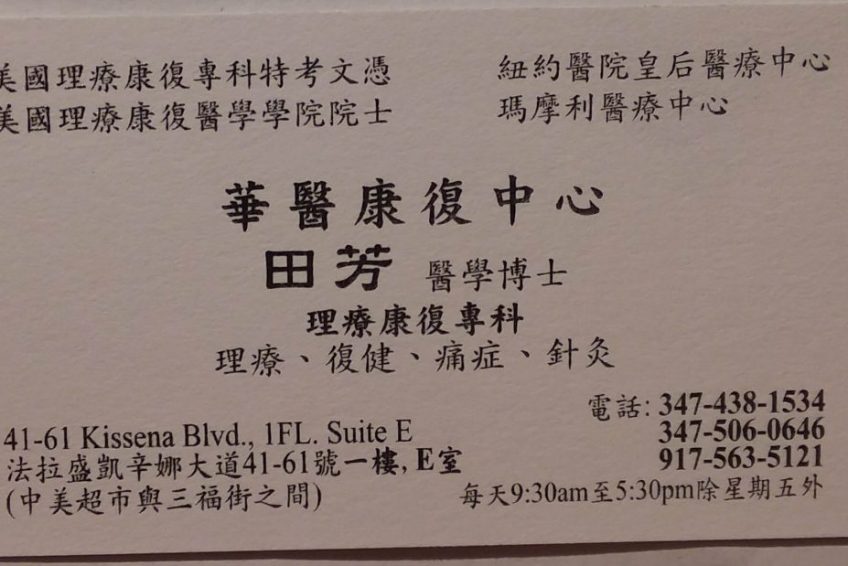 美國理療康復專科特考文憑
美國理療康復醫學學院院士
紐約醫院皇后醫療中心
瑪摩利醫療中心
華醫康復中心
田芳 醫學博士
理療康復專科
理療、復健、痛症、針灸
電話: 347-438-1534
347-506-0646
917-563-5121
每天9:30am至5:30pm除星期五外
41-61 Kissena Blvd., 1FL. Suite E
法拉盛凱辛娜大道41-61號一樓, E室
(中美超市與三福街之間)